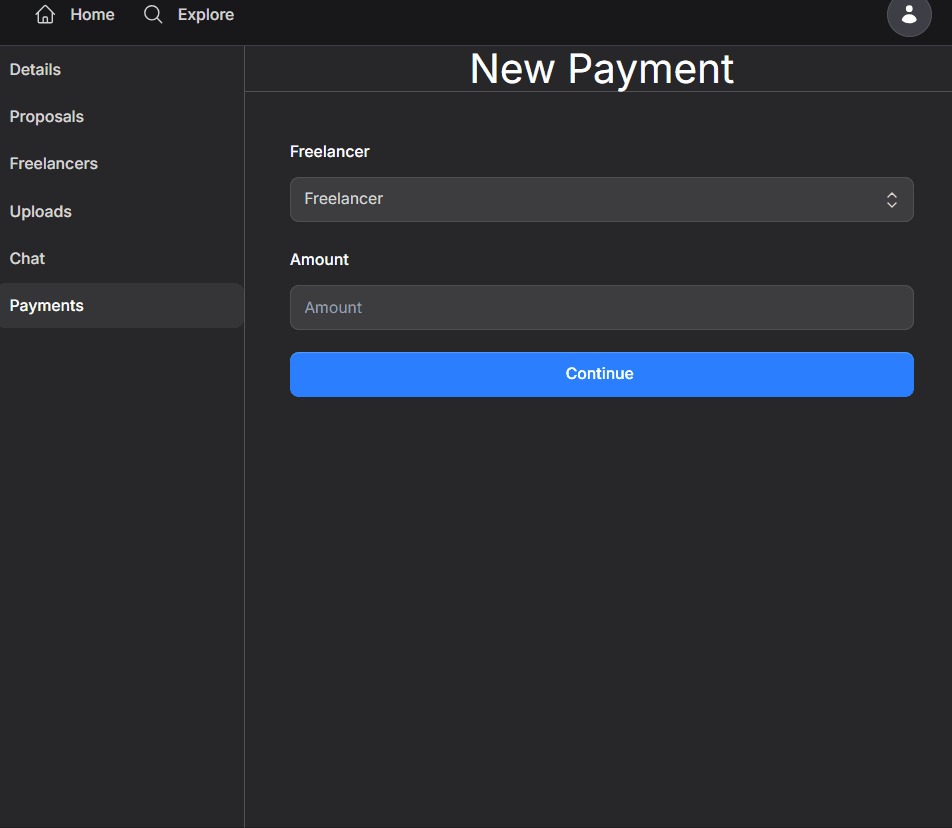 Home
Explore
Details
Proposals
Freelancers
Uploads
Chat
Payments
New Payment
Freelancer
Freelancer
Amount
Amount
Continue